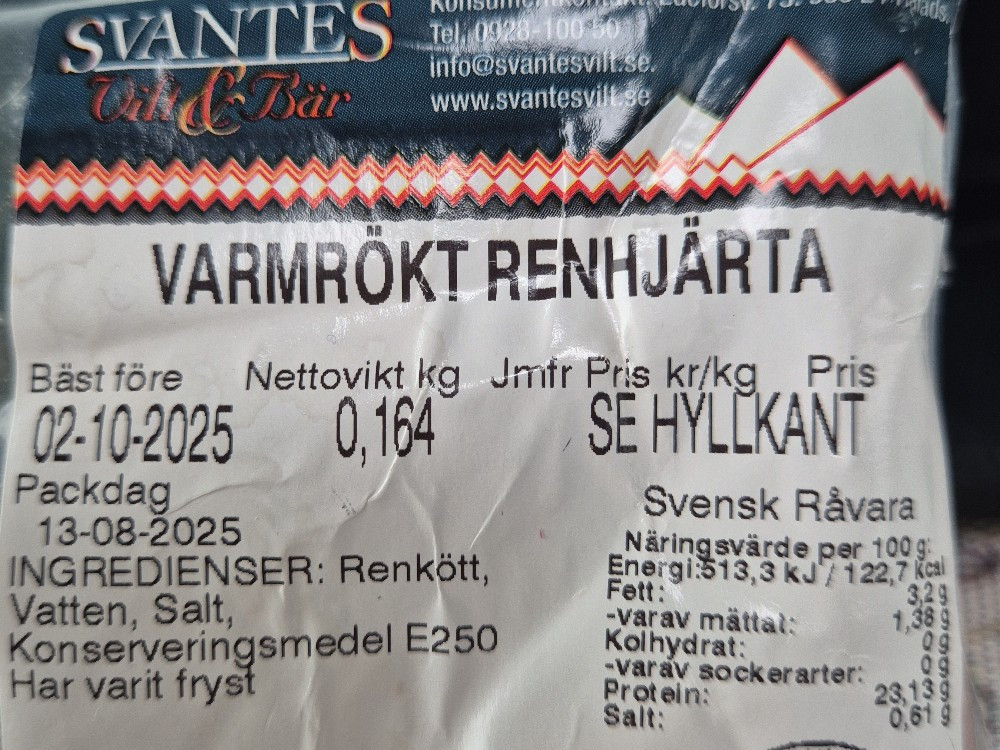 SVANTES
Vilt & Bär
Tel. 0928-100 50
info@svantesvilt.se.
www.svantesvilt.se
VARMRÖKT RENHJÄRTA
Bäst före Nettovikt kg Jmfr Pris kr/kg Pris
02-10-2025 0,164 SE HYLLKANT
Packdag
13-08-2025
Svensk Råvara
INGREDIENSER: Renkött,
Vatten, Salt,
Konserveringsmedel E250
Har varit fryst
Näringsvärde per 100 g:
Energi:513,3 kJ / 122,7 kcal
Fett: 3,2 g
-varav mättat: 1,38 g
Kolhydrat: 0 g
-varav sockerarter: 0 g
Protein: 23,13 g
Salt: 0,61 g